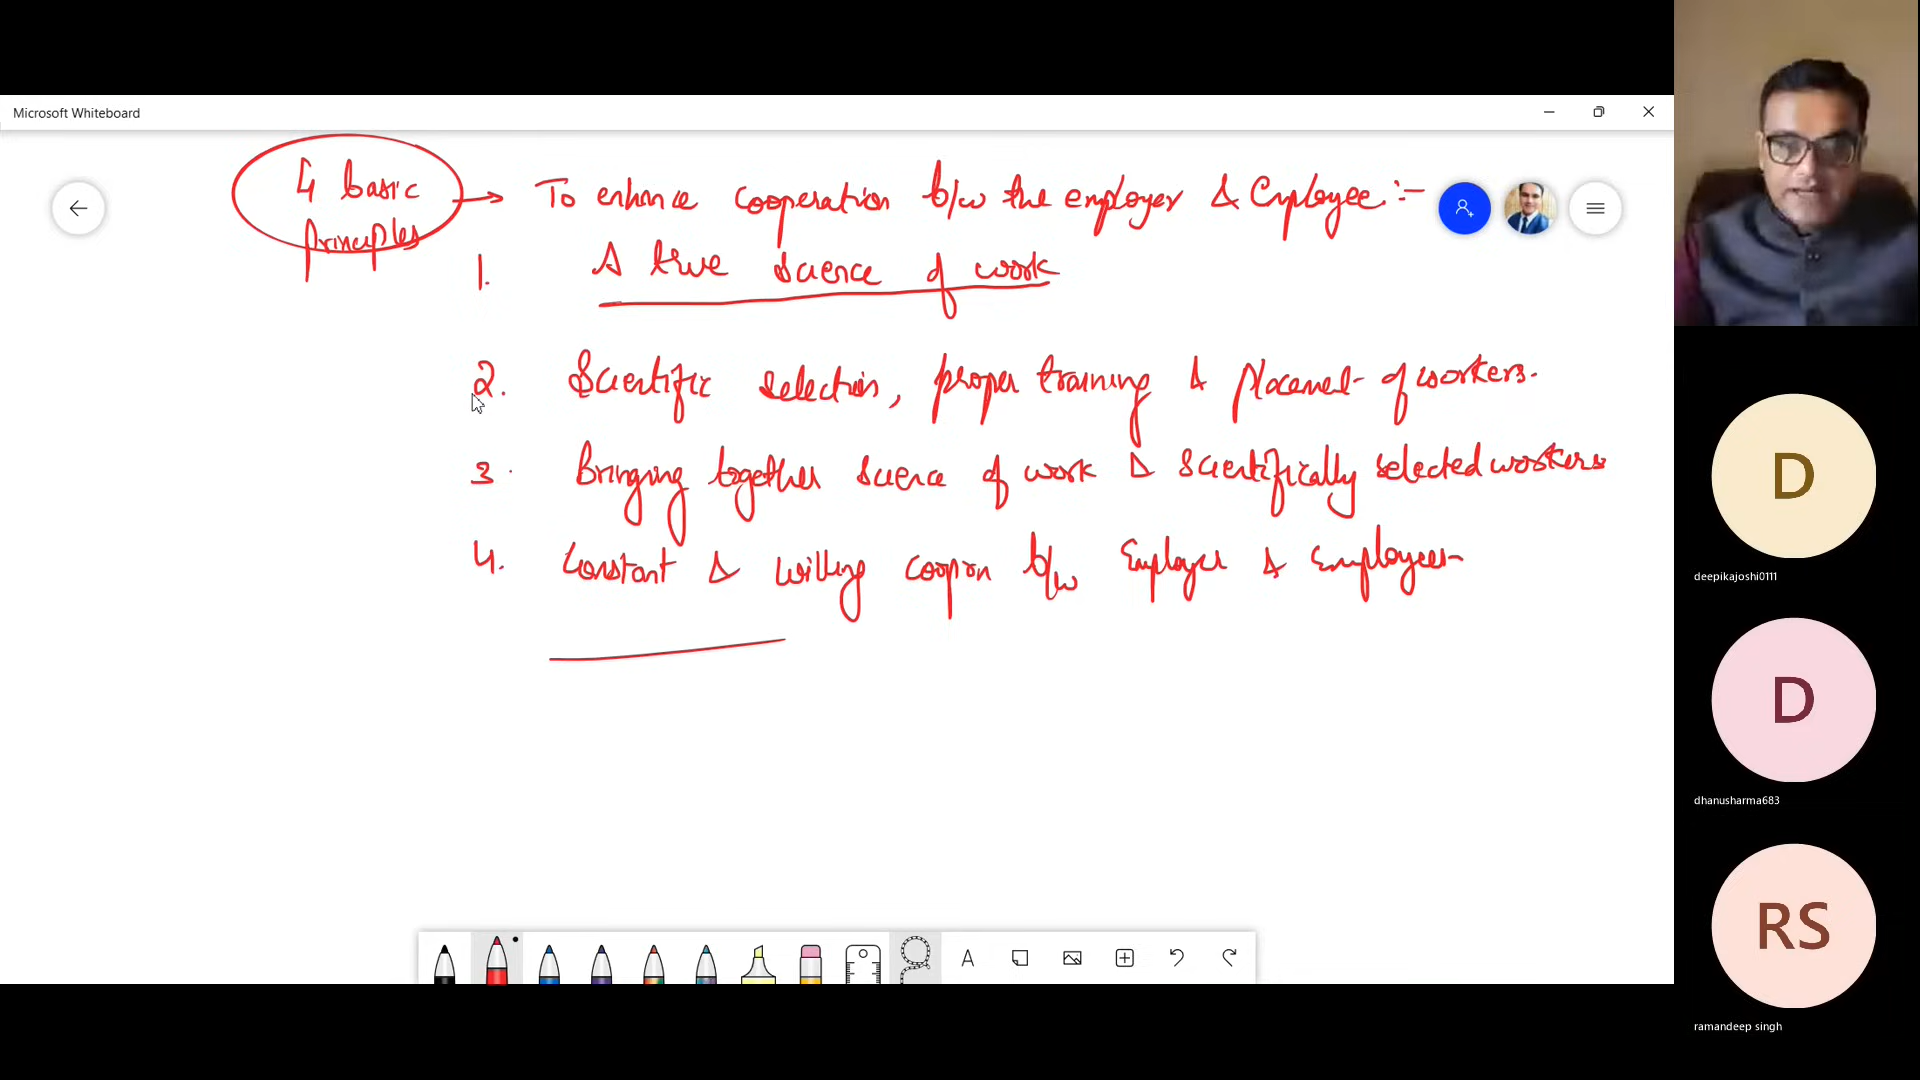 Microsoft Whiteboard
4 basic principles → To enhance cooperation b/w the employer & Employee:-
1. A true science of work
2. Scientific selection, proper training & placement of workers.
3. Bringing together science of work & scientifically selected workers
4. Constant & willing coopon b/w Employer & Employees
D
deepikajoshi0111
D
dhanusharma683
RS
ramandeep singh
A